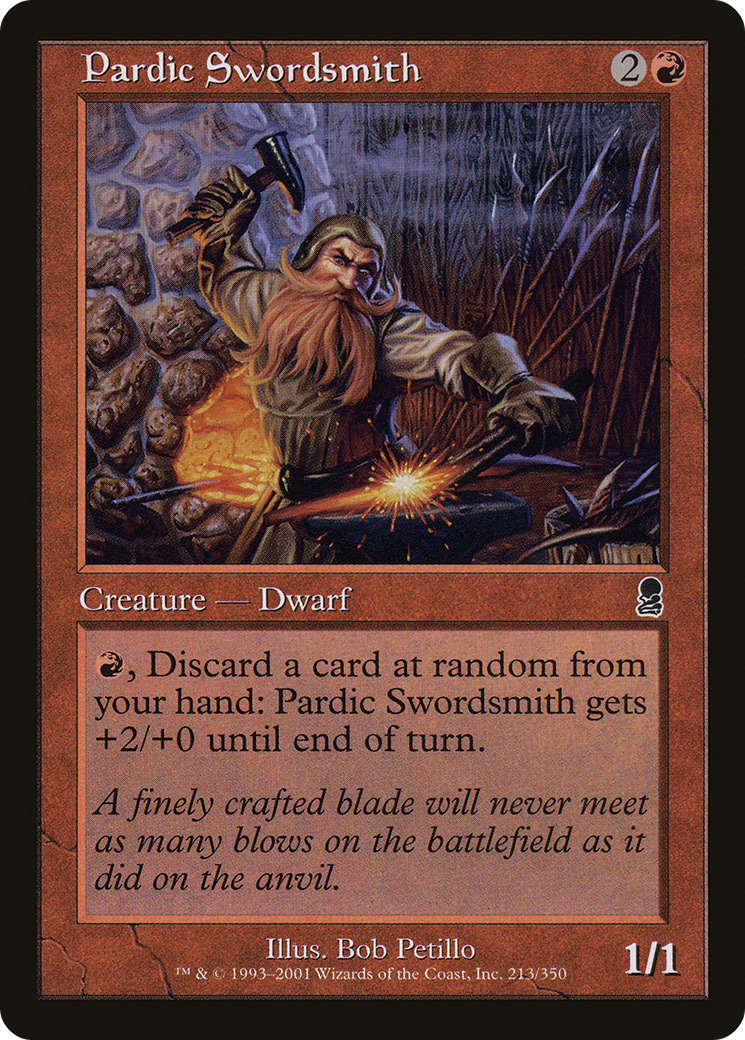 Pardic Swordsmith 2
Creature — Dwarf
, Discard a card at random from
your hand: Pardic Swordsmith gets
+2/+0 until end of turn.
A finely crafted blade will never meet
as many blows on the battlefield as it
did on the anvil.
Illus. Bob Petillo
™ & © 1993–2001 Wizards of the Coast, Inc. 213/350
1/1